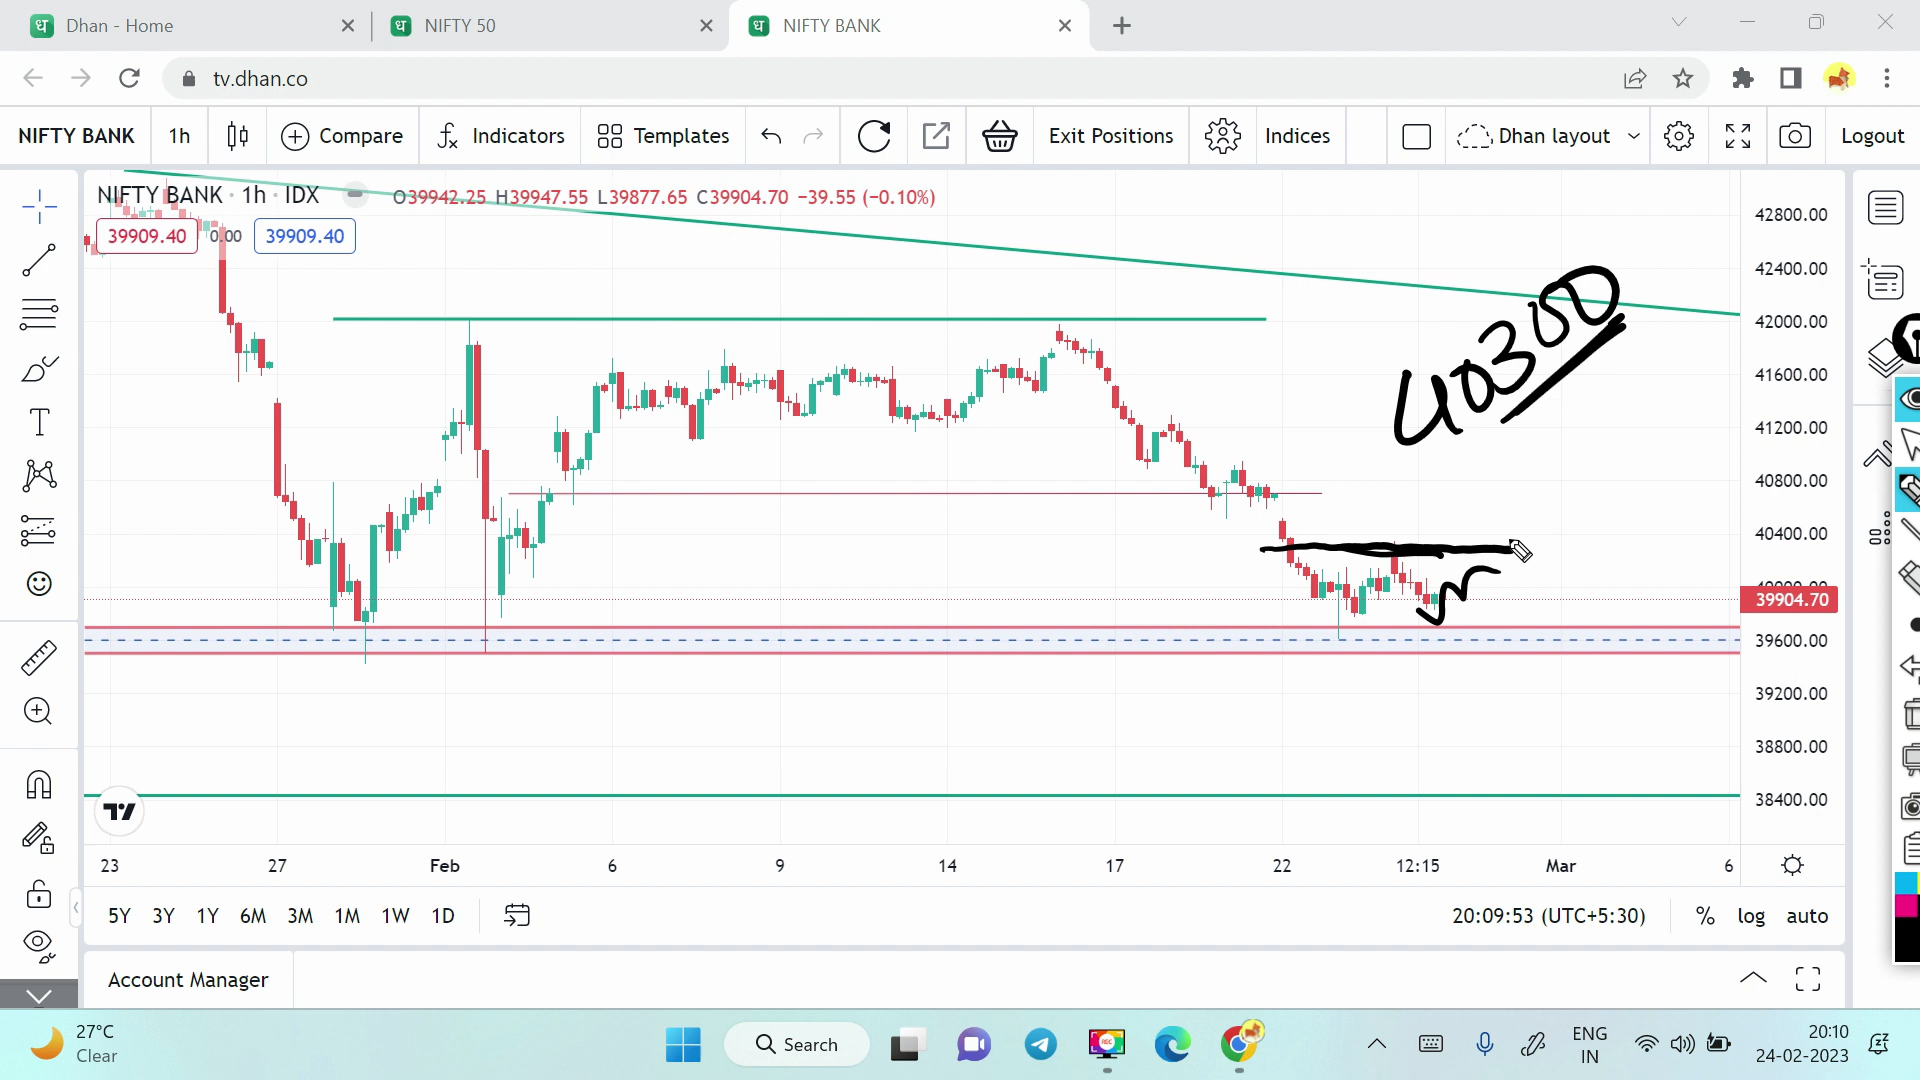 Dhan - Home
NIFTY 50
NIFTY BANK
tv.dhan.co
NIFTY BANK
1h
Compare
Indicators
Templates
Exit Positions
Indices
Dhan layout
Logout
NIFTY BANK · 1h · IDX
O39942.25 H39947.55 L39877.65 C39904.70 −39.55 (−0.10%)
39909.40
0.00
39909.40
40300
42800.00
42400.00
42000.00
41600.00
41200.00
40800.00
40400.00
40000.00
39904.70
39600.00
39200.00
38800.00
38400.00
23
27
Feb
6
9
14
17
22
12:15
Mar
6
5Y
3Y
1Y
6M
3M
1M
1W
1D
20:09:53 (UTC+5:30)
%
log
auto
Account Manager
27°C
Clear
Search
ENG
IN
20:10
24-02-2023